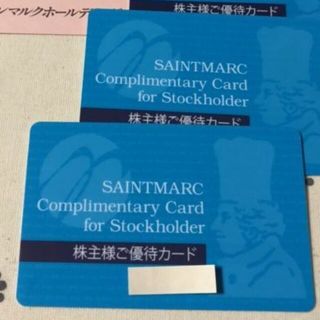 ンマルクホールディ
SAINTMARC
Complimentary Card
for Stockholder
株主様ご優待カード
SAINTMARC
Complimentary Card
for Stockholder
株主様ご優待カード